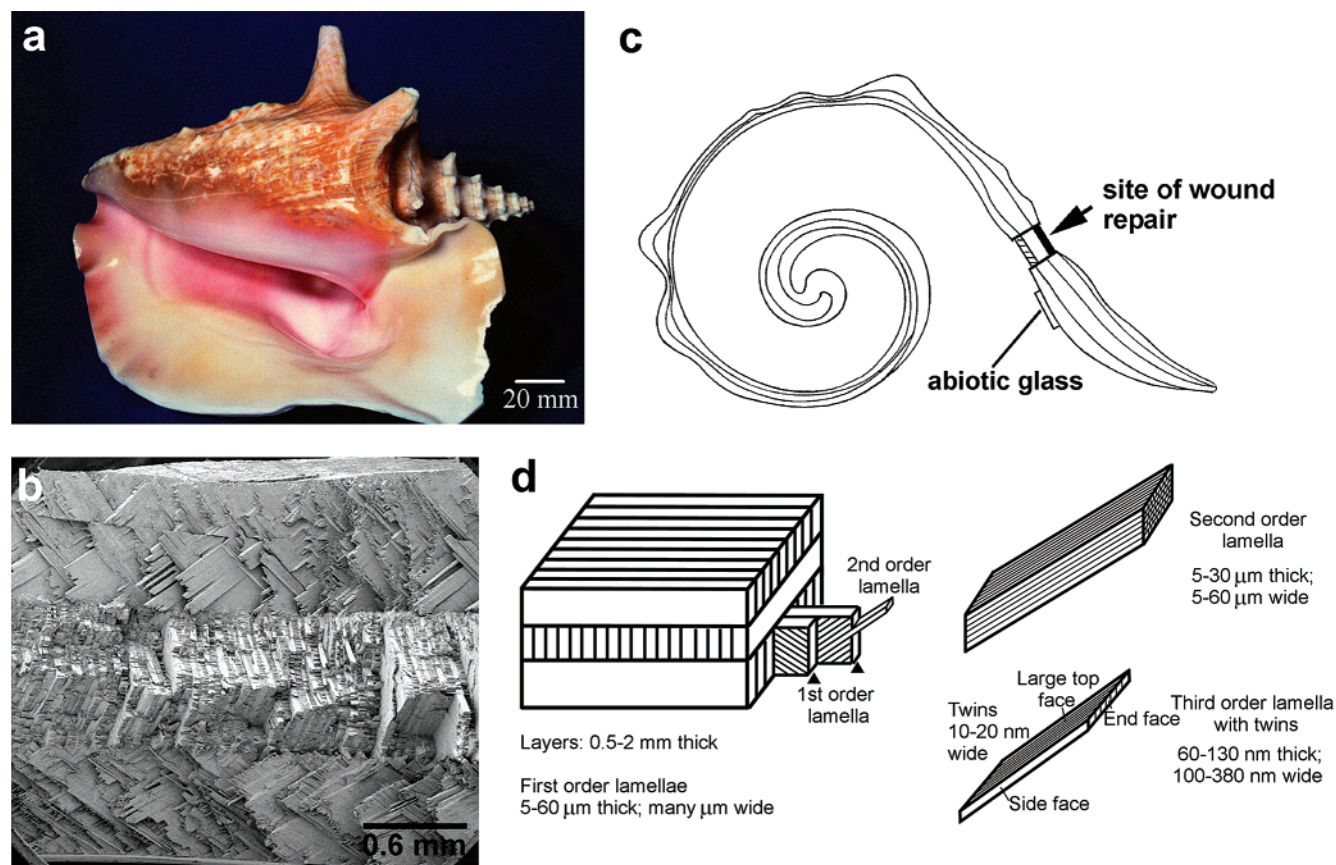 a
20 mm
b
0.6 mm
c
site of wound
repair
abiotic glass
d
2nd order
lamella
1st order
lamella
Layers: 0.5-2 mm thick
First order lamellae
5-60 μm thick; many μm wide
Second order
lamella
5-30 μm thick;
5-60 μm wide
Large top
face
End face
Twins
10-20 nm
wide
Side face
Third order lamella
with twins
60-130 nm thick;
100-380 nm wide